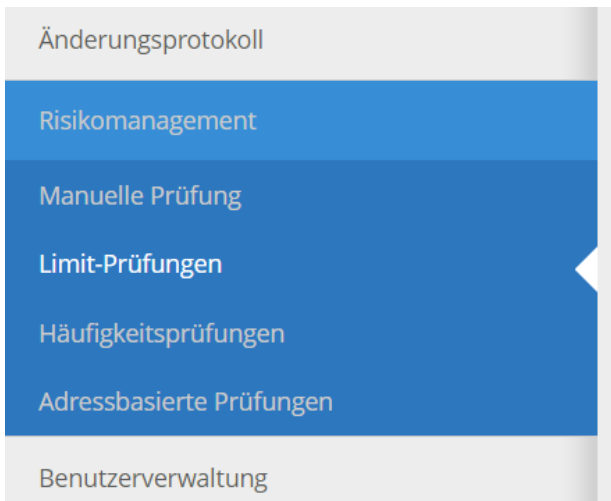 Änderungsprotokoll
Risikomanagement
Manuelle Prüfung
Limit-Prüfungen
Häufigkeitsprüfungen
Adressbasierte Prüfungen
Benutzerverwaltung